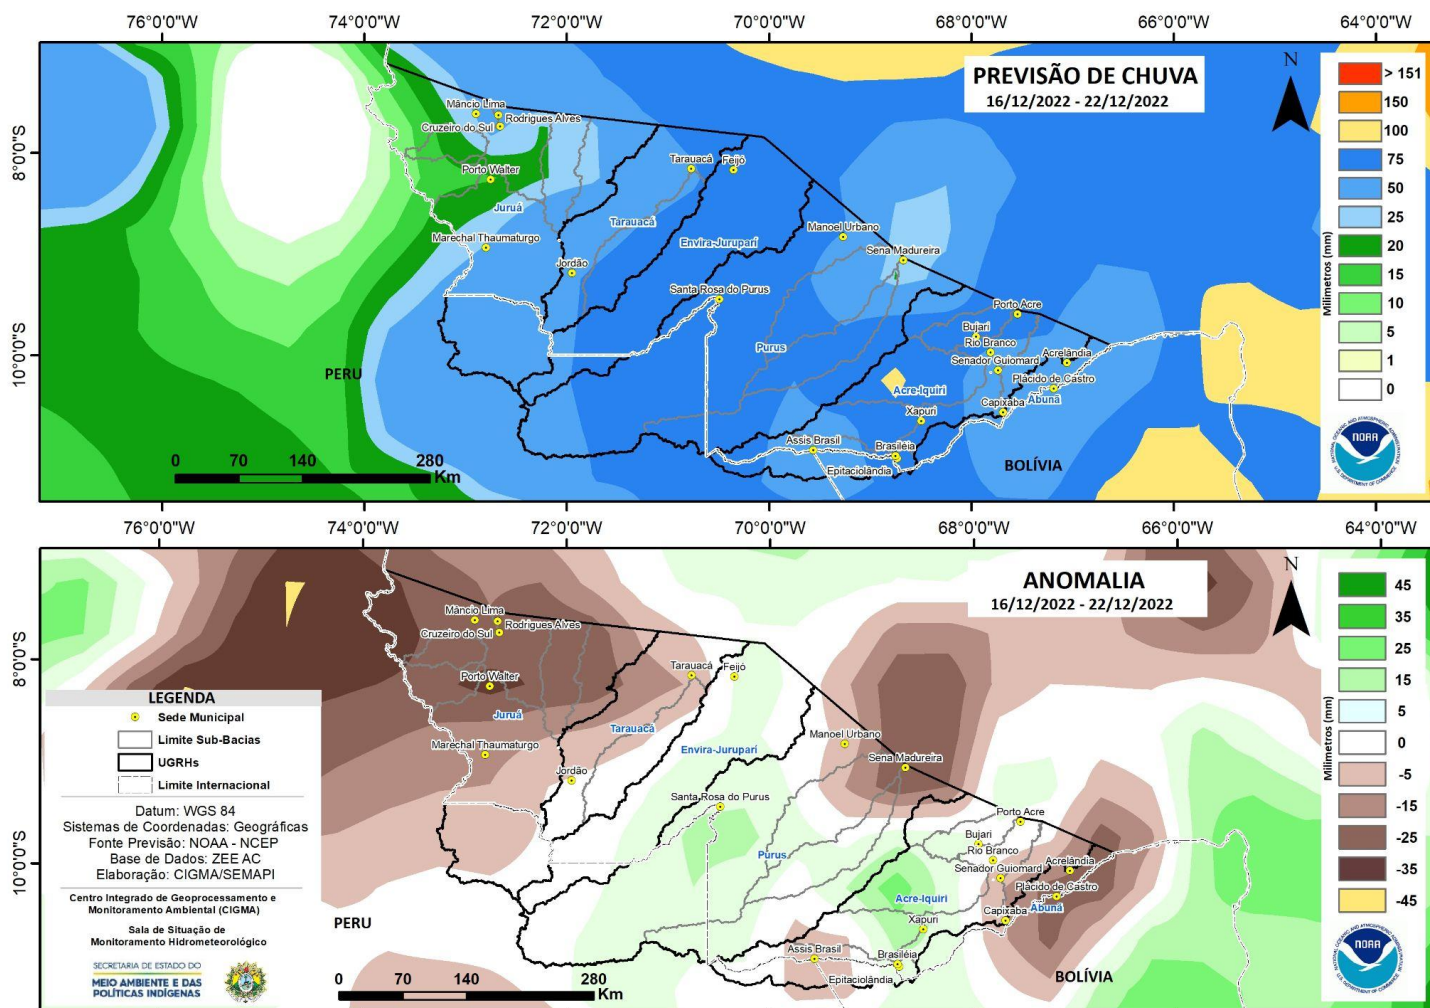 76°0'0"W 74°0'0"W 72°0'0"W 70°0'0"W 68°0'0"W 66°0'0"W 64°0'0"W
PREVISÃO DE CHUVA
16/12/2022 - 22/12/2022
N
8°0'0"S
10°0'0"S
Mâncio Lima
Rodrigues Alves
Cruzeiro do Sul
Porto Walter
Tarauacá
Feijó
Juruá
Tarauacá
Marechal Thaumaturgo
Envira-Jurupari
Manoel Urbano
Sena Madureira
Jordão
Santa Rosa do Purus
Porto Acre
Bujari
Rio Branco
Purus
Senador Guiomard
Acrelândia
Plácido de Castro
PERU
Acre-Iquiri
Abunã
Capixaba
Xapuri
Assis Brasil
Brasiléia
Epitaciolândia
BOLÍVIA
0 70 140 280
Km
Milímetros (mm)
> 151
150
100
75
50
25
20
15
10
5
1
0
NOAA
76°0'0"W 74°0'0"W 72°0'0"W 70°0'0"W 68°0'0"W 66°0'0"W 64°0'0"W
ANOMALIA
16/12/2022 - 22/12/2022
N
8°0'0"S
10°0'0"S
Mâncio Lima
Rodrigues Alves
Cruzeiro do Sul
Porto Walter
Tarauacá
Feijó
Juruá
Tarauacá
Marechal Thaumaturgo
Envira-Jurupari
Manoel Urbano
Sena Madureira
Jordão
Santa Rosa do Purus
Porto Acre
Bujari
Rio Branco
Purus
Senador Guiomard
Acrelândia
Plácido de Castro
Acre-Iquiri
Abunã
Capixaba
Xapuri
PERU
Assis Brasil
Brasiléia
Epitaciolândia
BOLÍVIA
0 70 140 280
Km
Milímetros (mm)
45
35
25
15
5
0
-5
-15
-25
-35
-45
NOAA
LEGENDA
Sede Municipal
Limite Sub-Bacias
UGRHs
Limite Internacional
Datum: WGS 84
Sistemas de Coordenadas: Geográficas
Fonte Previsão: NOAA - NCEP
Base de Dados: ZEE AC
Elaboração: CIGMA/SEMAPI
Centro Integrado de Geoprocessamento e
Monitoramento Ambiental (CIGMA)
Sala de Situação de
Monitoramento Hidrometeorológico
SECRETARIA DE ESTADO DO
MEIO AMBIENTE E DAS
POLÍTICAS INDÍGENAS